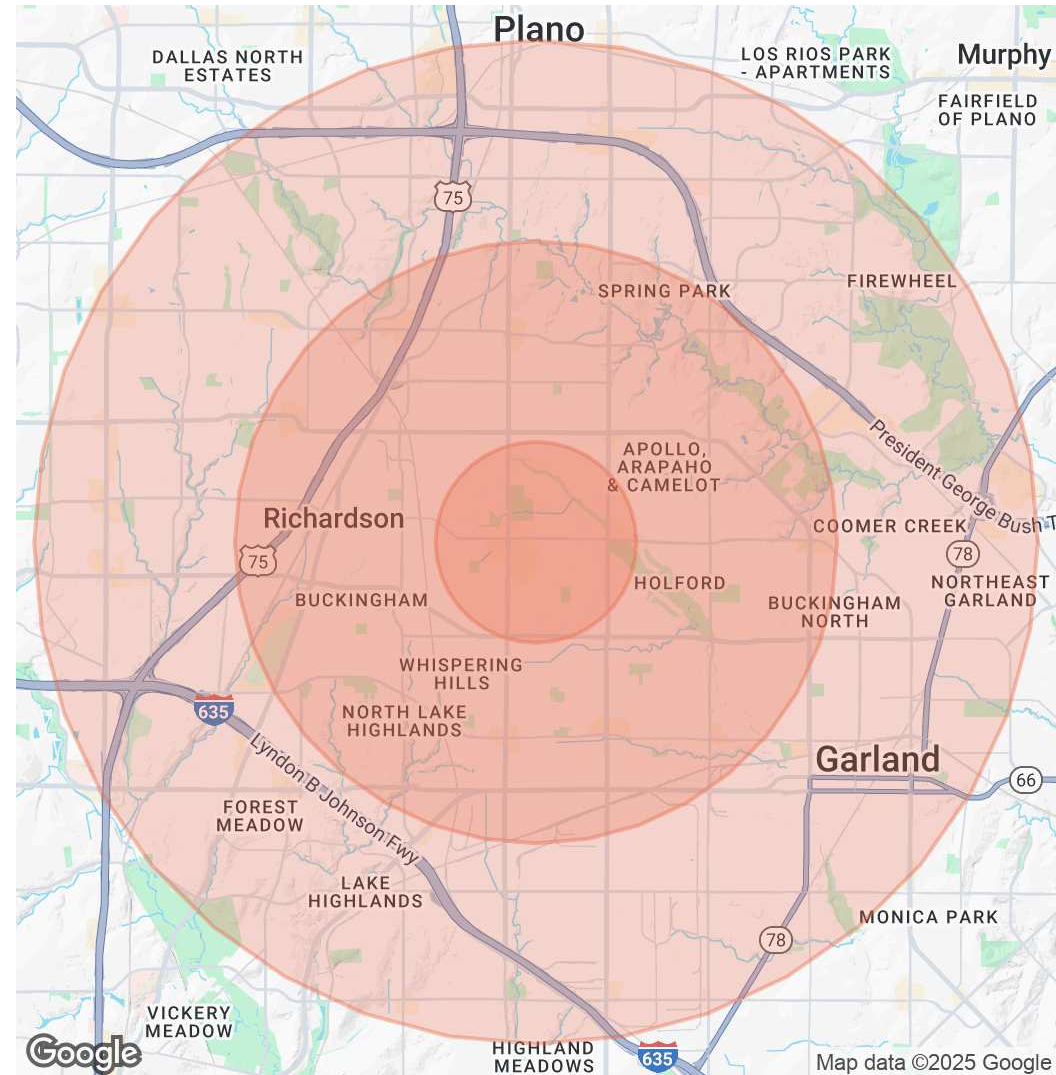 Plano
DALLAS NORTH
ESTATES
LOS RIOS PARK
- APARTMENTS
Murphy
FAIRFIELD
OF PLANO
75
SPRING PARK
FIREWHEEL
APOLLO,
ARAPAHO
& CAMELOT
President George Bush T
Richardson
COOMER CREEK
75
78
HOLFORD
NORTHEAST
GARLAND
BUCKINGHAM
BUCKINGHAM
NORTH
WHISPERING
HILLS
635
NORTH LAKE
HIGHLANDS
Lyndon B Johnson Fwy
Garland
66
FOREST
MEADOW
LAKE
HIGHLANDS
MONICA PARK
78
VICKERY
MEADOW
Google
HIGHLAND
MEADOWS
635
Map data ©2025 Google